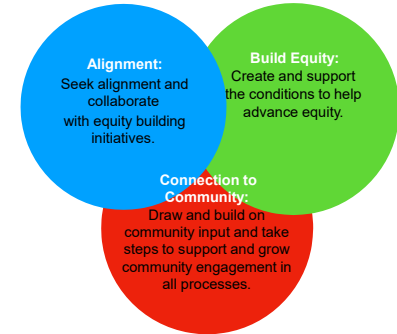 Alignment:
Seek alignment and
collaborate
with equity building
initiatives.
Build Equity:
Create and support
the conditions to help
advance equity.
Connection to
Community:
Draw and build on
community input and take
steps to support and grow
community engagement in
all processes.